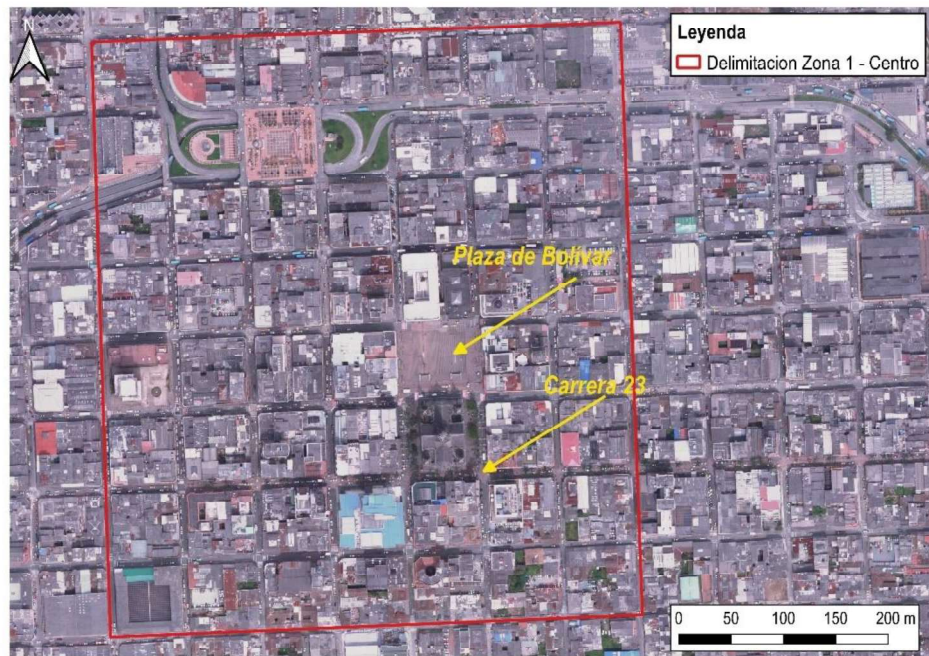 N
Leyenda
Delimitacion Zona 1 - Centro
Plaza de Bolívar
Carrera 23
0 50 100 150 200 m